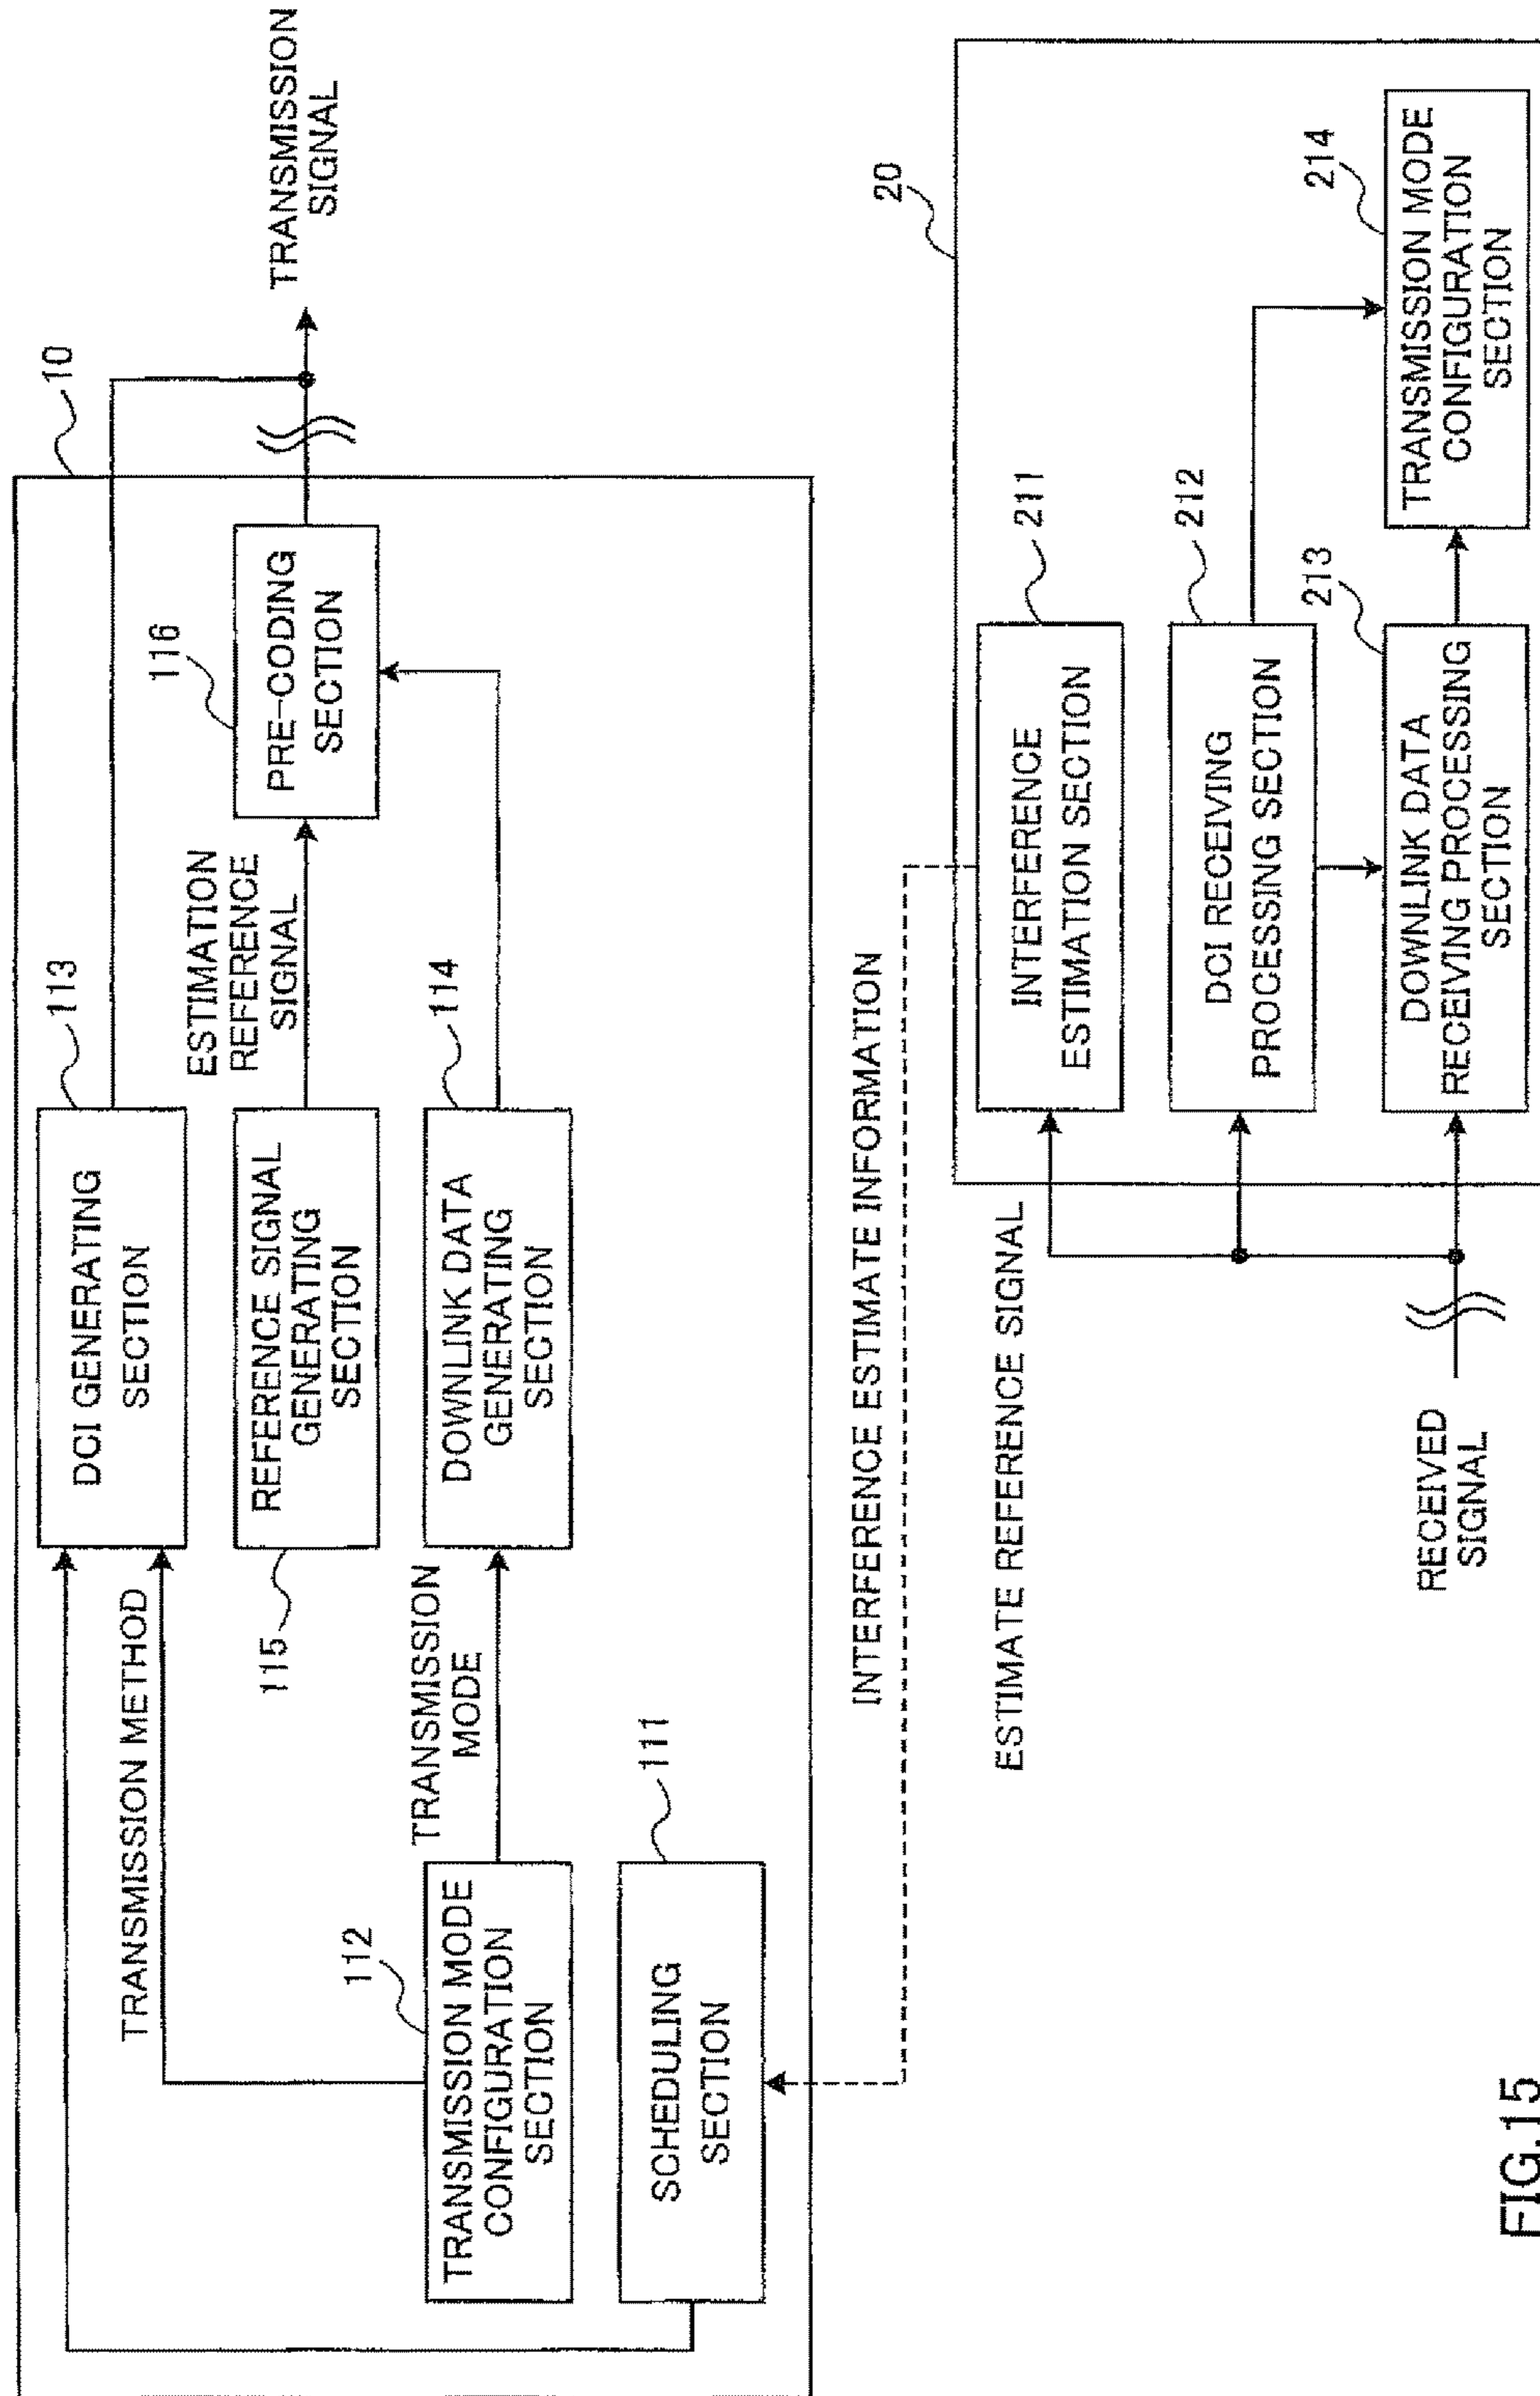 10
TRANSMISSION METHOD
DCI GENERATING
SECTION
113
TRANSMISSION
SIGNAL
115
REFERENCE SIGNAL
GENERATING
SECTION
ESTIMATION
REFERENCE
SIGNAL
116
PRE-CODING
SECTION
112
TRANSMISSION MODE
CONFIGURATION
SECTION
TRANSMISSION
MODE
DOWNLINK DATA
GENERATING
SECTION
114
SCHEDULING
SECTION
111
INTERFERENCE ESTIMATE INFORMATION
20
ESTIMATE REFERENCE SIGNAL
INTERFERENCE
ESTIMATION SECTION
211
DCI RECEIVING
PROCESSING SECTION
212
RECEIVED
SIGNAL
DOWNLINK DATA
RECEIVING PROCESSING
SECTION
213
TRANSMISSION MODE
CONFIGURATION
SECTION
214
FIG.15